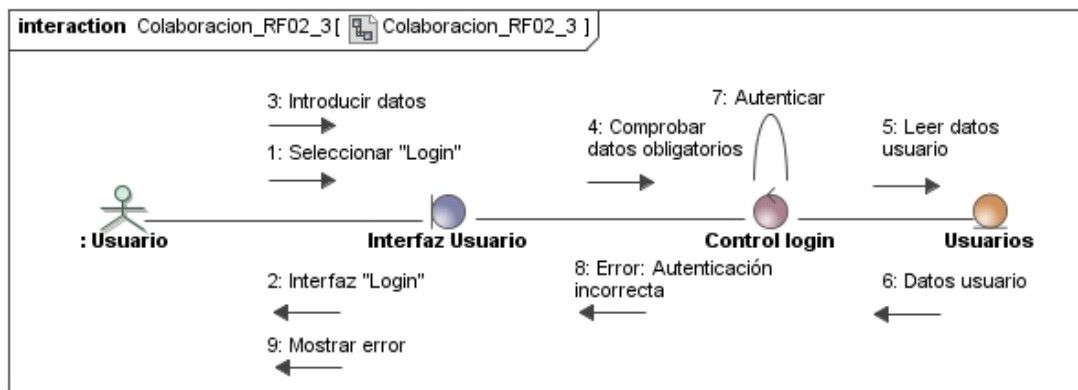 interaction Colaboracion_RF02_3[ Colaboracion_RF02_3 ]
7: Autenticar
3: Introducir datos
4: Comprobar
datos obligatorios
5: Leer datos
usuario
1: Seleccionar "Login"
: Usuario
Interfaz Usuario
Control login
Usuarios
2: Interfaz "Login"
8: Error: Autenticación
incorrecta
6: Datos usuario
9: Mostrar error